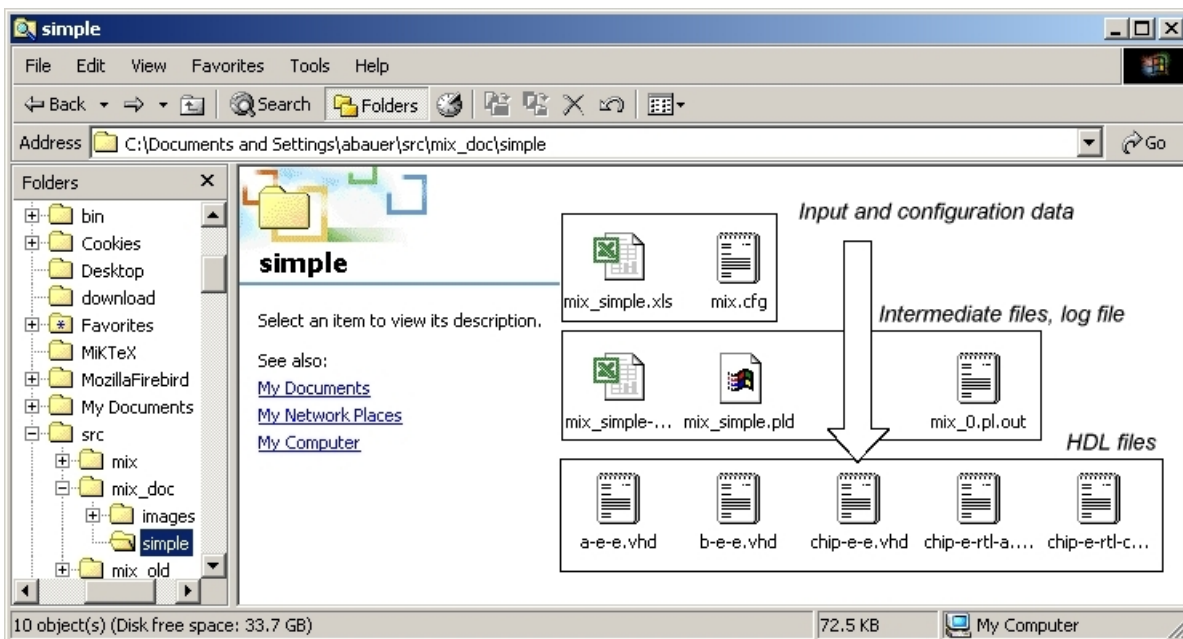 simple
File Edit View Favorites Tools Help
Back Search Folders
Address C:\Documents and Settings\abauer\src\mix_doc\simple Go
Folders
bin
Cookies
Desktop
download
Favorites
MiKTeX
MozillaFirebird
My Documents
src
mix
mix_doc
images
simple
mix_old
simple
Select an item to view its description.
See also:
My Documents
My Network Places
My Computer
Input and configuration data
mix_simple.xls mix.cfg
Intermediate files, log file
mix_simple-... mix_simple.pld mix_0.pl.out
HDL files
a-e-e.vhd b-e-e.vhd chip-e-e.vhd chip-e-rtl-a.... chip-e-rtl-c...
10 object(s) (Disk free space: 33.7 GB) 72.5 KB My Computer